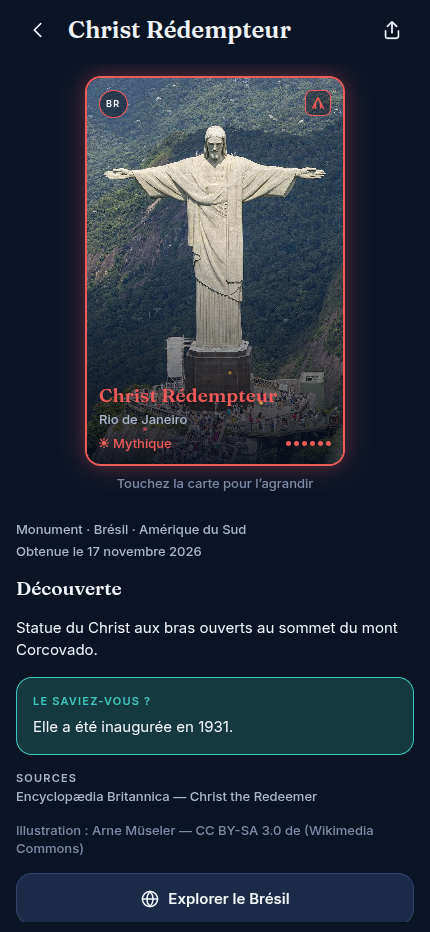 Christ Rédempteur
BR
Christ Rédempteur
Rio de Janeiro
Mythique
Touchez la carte pour l’agrandir
Monument · Brésil · Amérique du Sud
Obtenue le 17 novembre 2026
Découverte
Statue du Christ aux bras ouverts au sommet du mont
Corcovado.
LE SAVIEZ-VOUS ?
Elle a été inaugurée en 1931.
SOURCES
Encyclopædia Britannica — Christ the Redeemer
Illustration : Arne Müseler — CC BY-SA 3.0 de (Wikimedia
Commons)
Explorer le Brésil